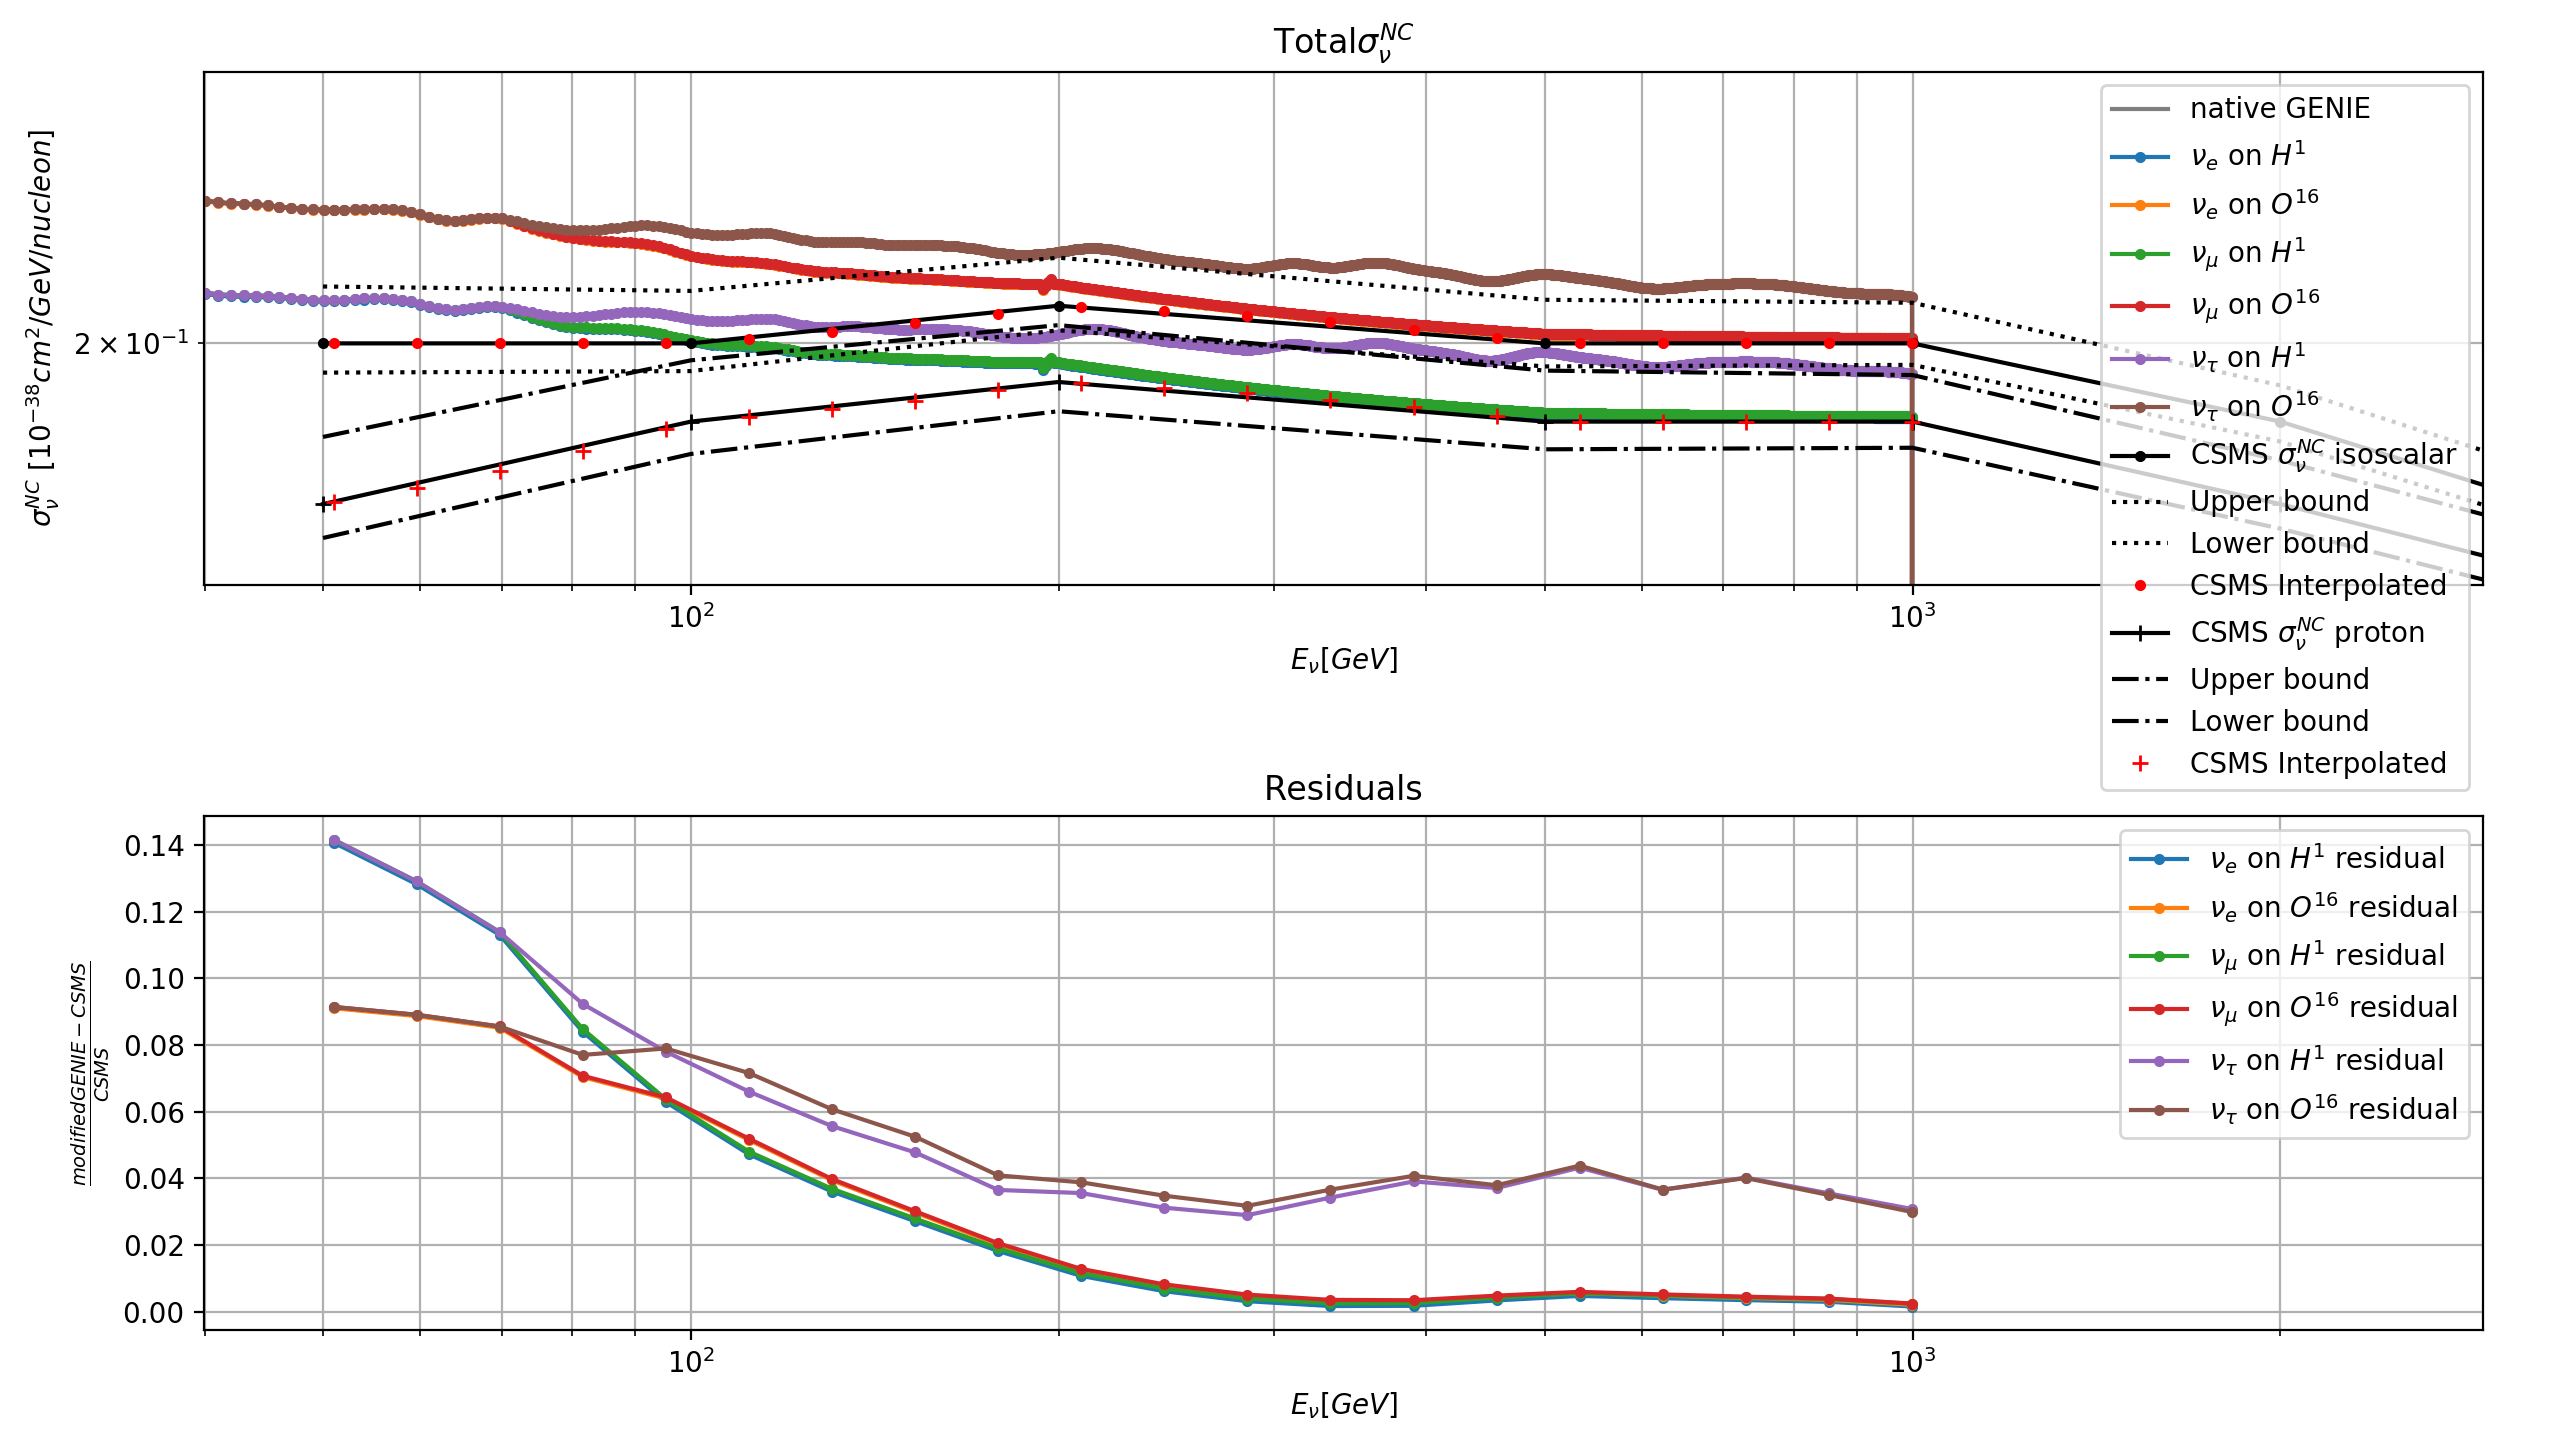 Totalσ_ν^{NC}
σ_ν^{NC} [10^{-38}cm^2/GeV/nucleon]
2 × 10^{-1}
10^2
10^3
E_ν[GeV]
native GENIE
ν_e on H^1
ν_e on O^{16}
ν_μ on H^1
ν_μ on O^{16}
ν_τ on H^1
ν_τ on O^{16}
CSMS σ_ν^{NC} isoscalar
Upper bound
Lower bound
CSMS Interpolated
CSMS σ_ν^{NC} proton
Upper bound
Lower bound
CSMS Interpolated
Residuals
modifiedGENIE − CSMS
CSMS
0.14
0.12
0.10
0.08
0.06
0.04
0.02
0.00
10^2
10^3
E_ν[GeV]
ν_e on H^1 residual
ν_e on O^{16} residual
ν_μ on H^1 residual
ν_μ on O^{16} residual
ν_τ on H^1 residual
ν_τ on O^{16} residual